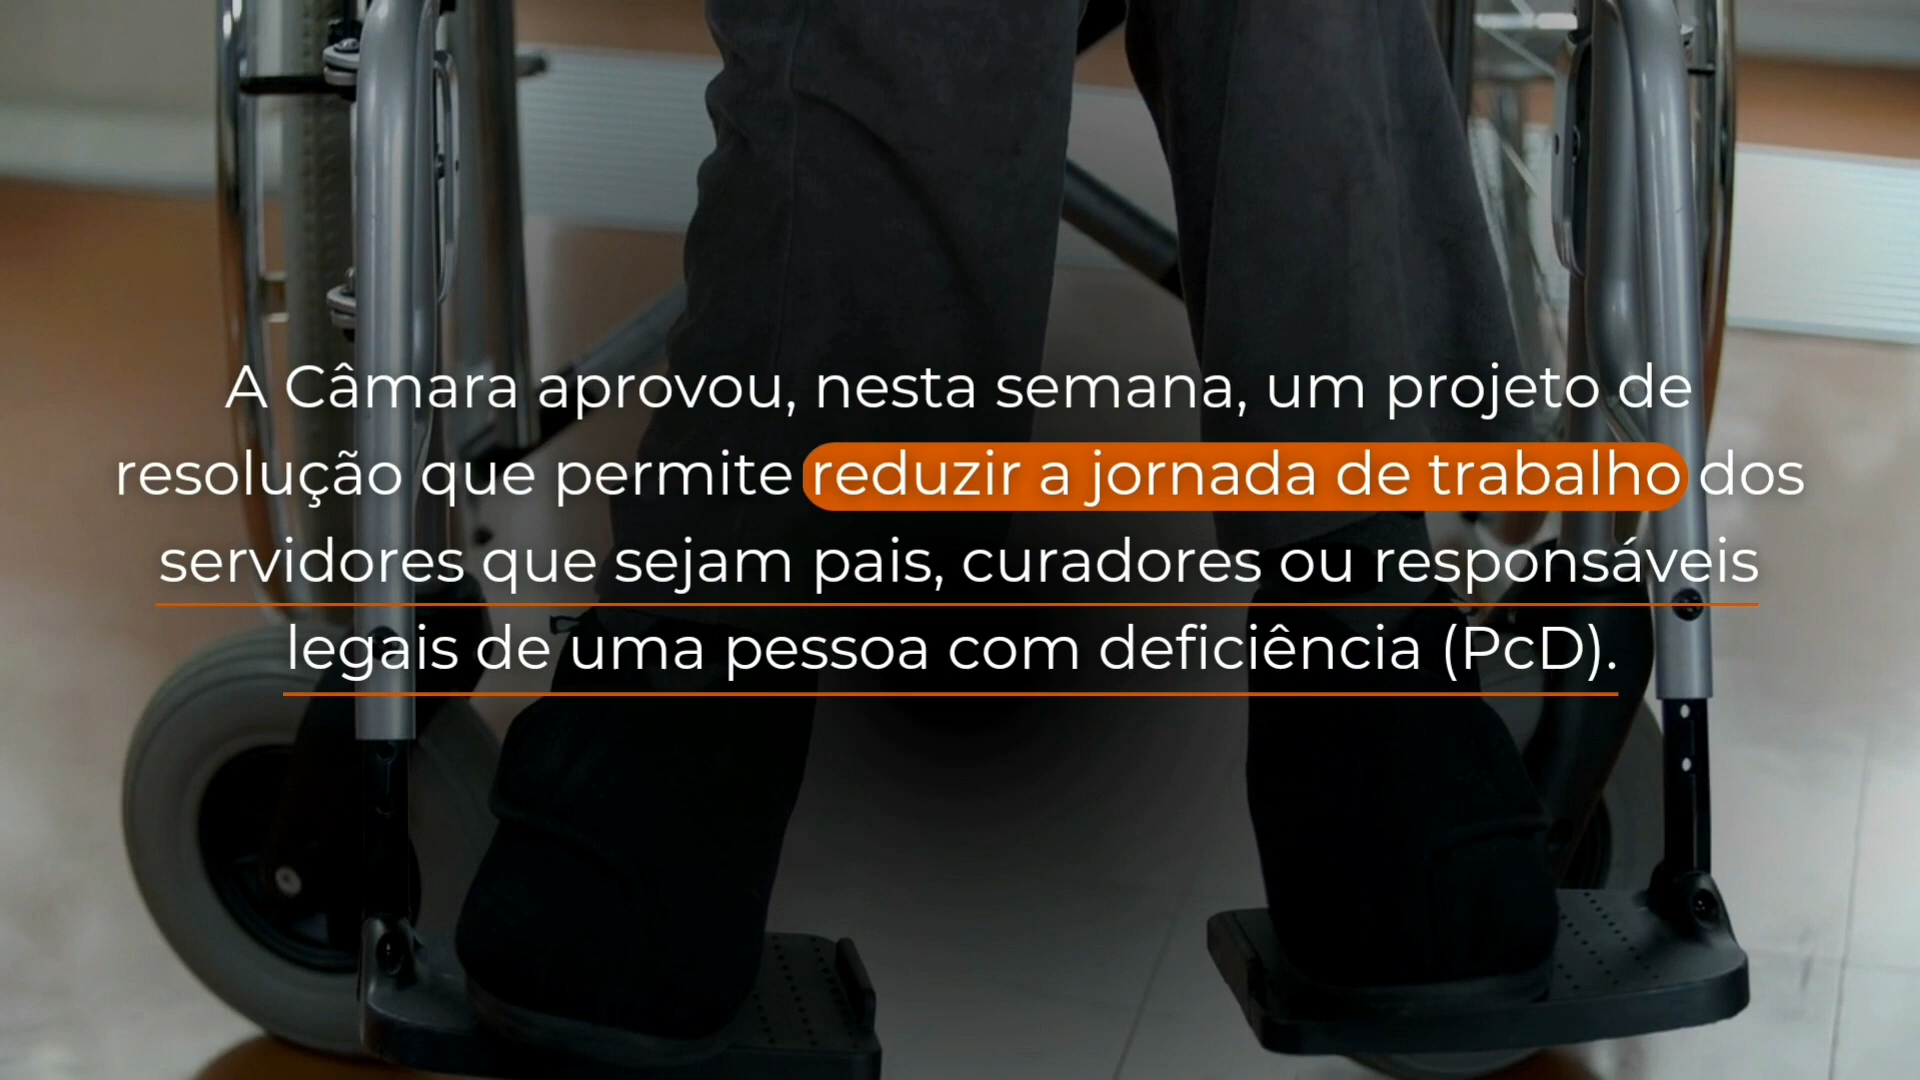 A Câmara aprovou, nesta semana, um projeto de
resolução que permite reduzir a jornada de trabalho dos
servidores que sejam pais, curadores ou responsáveis
legais de uma pessoa com deficiência (PcD).